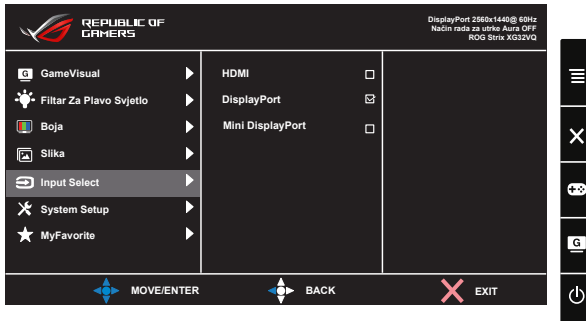 REPUBLIC OF
GAMERS
DisplayPort 2560x1440@ 60Hz
Način rada za utrke Aura OFF
ROG Strix XG32VQ
G GameVisual
Filtar Za Plavo Svjetlo
Boja
Slika
Input Select
System Setup
MyFavorite
HDMI
DisplayPort
Mini DisplayPort
MOVE/ENTER
BACK
EXIT
G